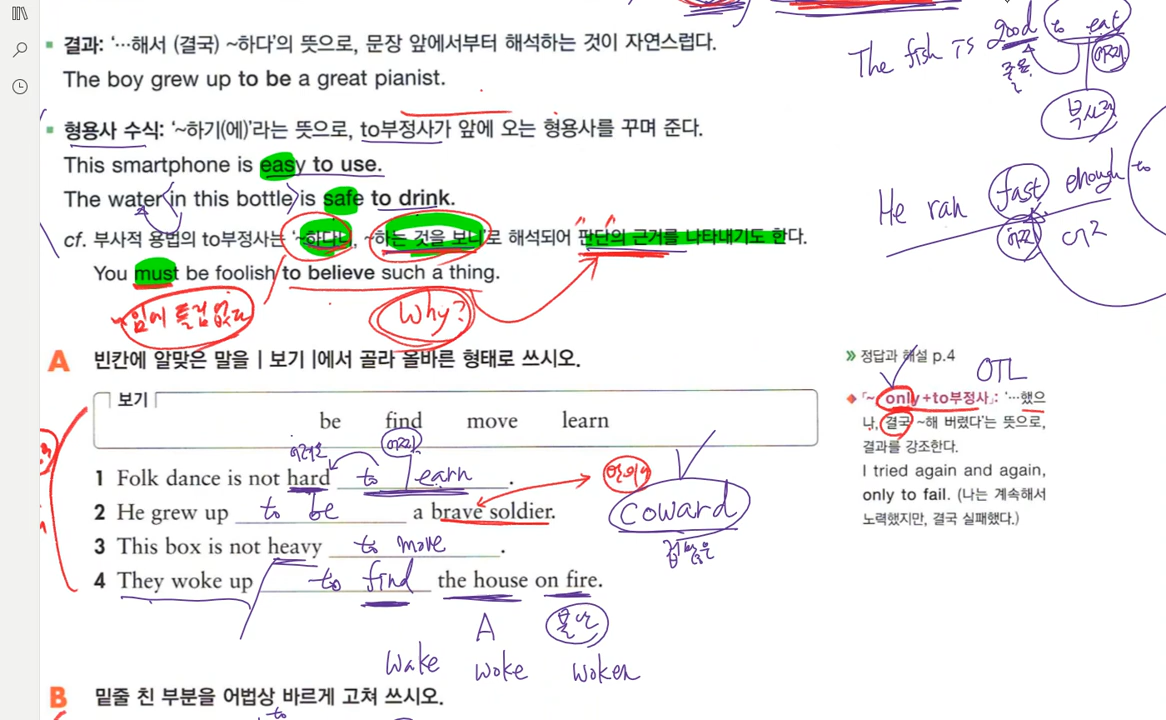 The fish is good to eat
어찌
부사적
▪ 결과: '…해서 (결국) ~하다'의 뜻으로, 문장 앞에서부터 해석하는 것이 자연스럽다.
The boy grew up to be a great pianist.
▪ 형용사 수식: '~하기(에)'라는 뜻으로, to부정사가 앞에 오는 형용사를 꾸며 준다.
This smartphone is easy to use.
The water in this bottle is safe to drink.
He ran fast enough to
cf. 부사적 용법의 to부정사는 '~하다니, ~하는 것을 보니'로 해석되어 판단의 근거를 나타내기도 한다.
You must be foolish to believe such a thing.
~임에 틀림없다
Why?
A 빈칸에 알맞은 말을 |보기|에서 골라 올바른 형태로 쓰시오.
보기
be find move learn
어찌
1 Folk dance is not hard to learn.
2 He grew up to be a brave soldier.
coward
3 This box is not heavy to move.
4 They woke up to find the house on fire.
A
wake woke woken
» 정답과 해설 p.4
OTL
◆ 「~ only+to부정사」: '…했으
나, 결국 ~해 버렸다'는 뜻으로,
결과를 강조한다.
I tried again and again,
only to fail. (나는 계속해서
노력했지만, 결국 실패했다.)
B 밑줄 친 부분을 어법상 바르게 고쳐 쓰시오.
to